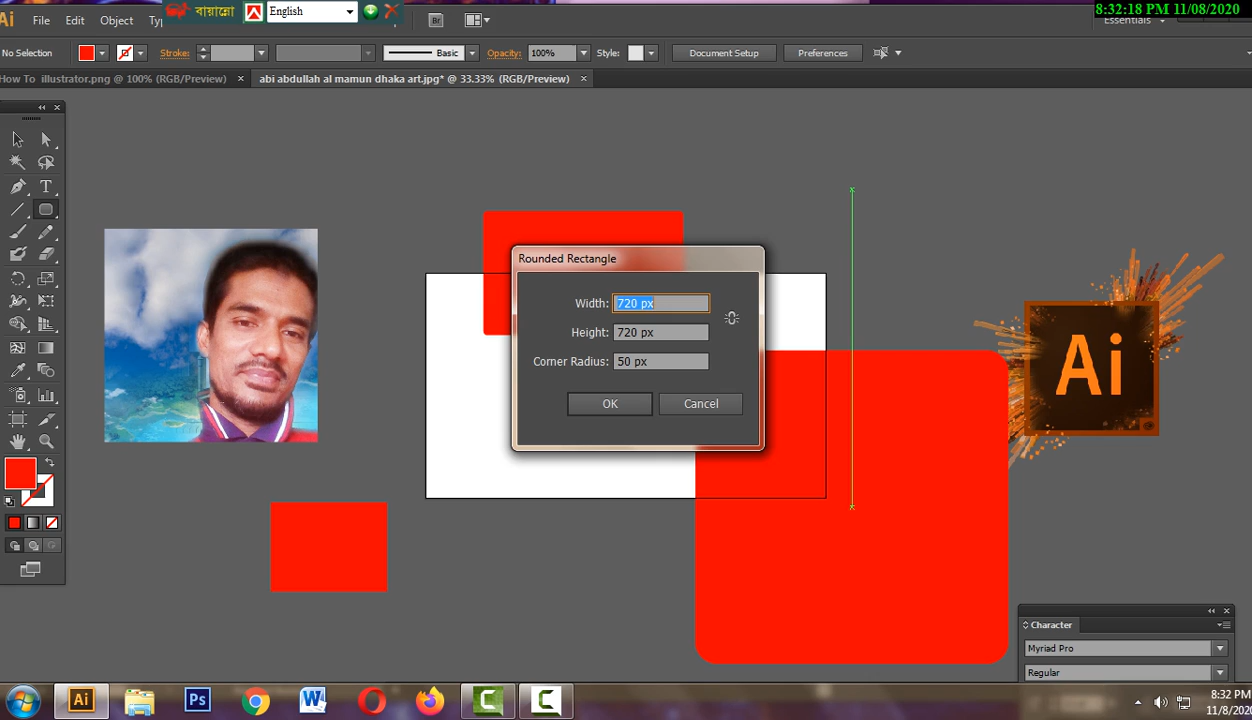 বায়ান্নো English 8:32:18 PM 11/08/2020
Ai File Edit Object Ty Br Essentials
No Selection Stroke: Basic Opacity: 100% Style: Document Setup Preferences
How To illustrator.png @ 100% (RGB/Preview) × abi abdullah al mamun dhaka art.jpg* @ 33.33% (RGB/Preview) ×
Rounded Rectangle
Width: 720 px
Height: 720 px
Corner Radius: 50 px
OK Cancel
Ai
Character
Myriad Pro
Regular
Ai Ps W 8:32 PM
11/8/2020